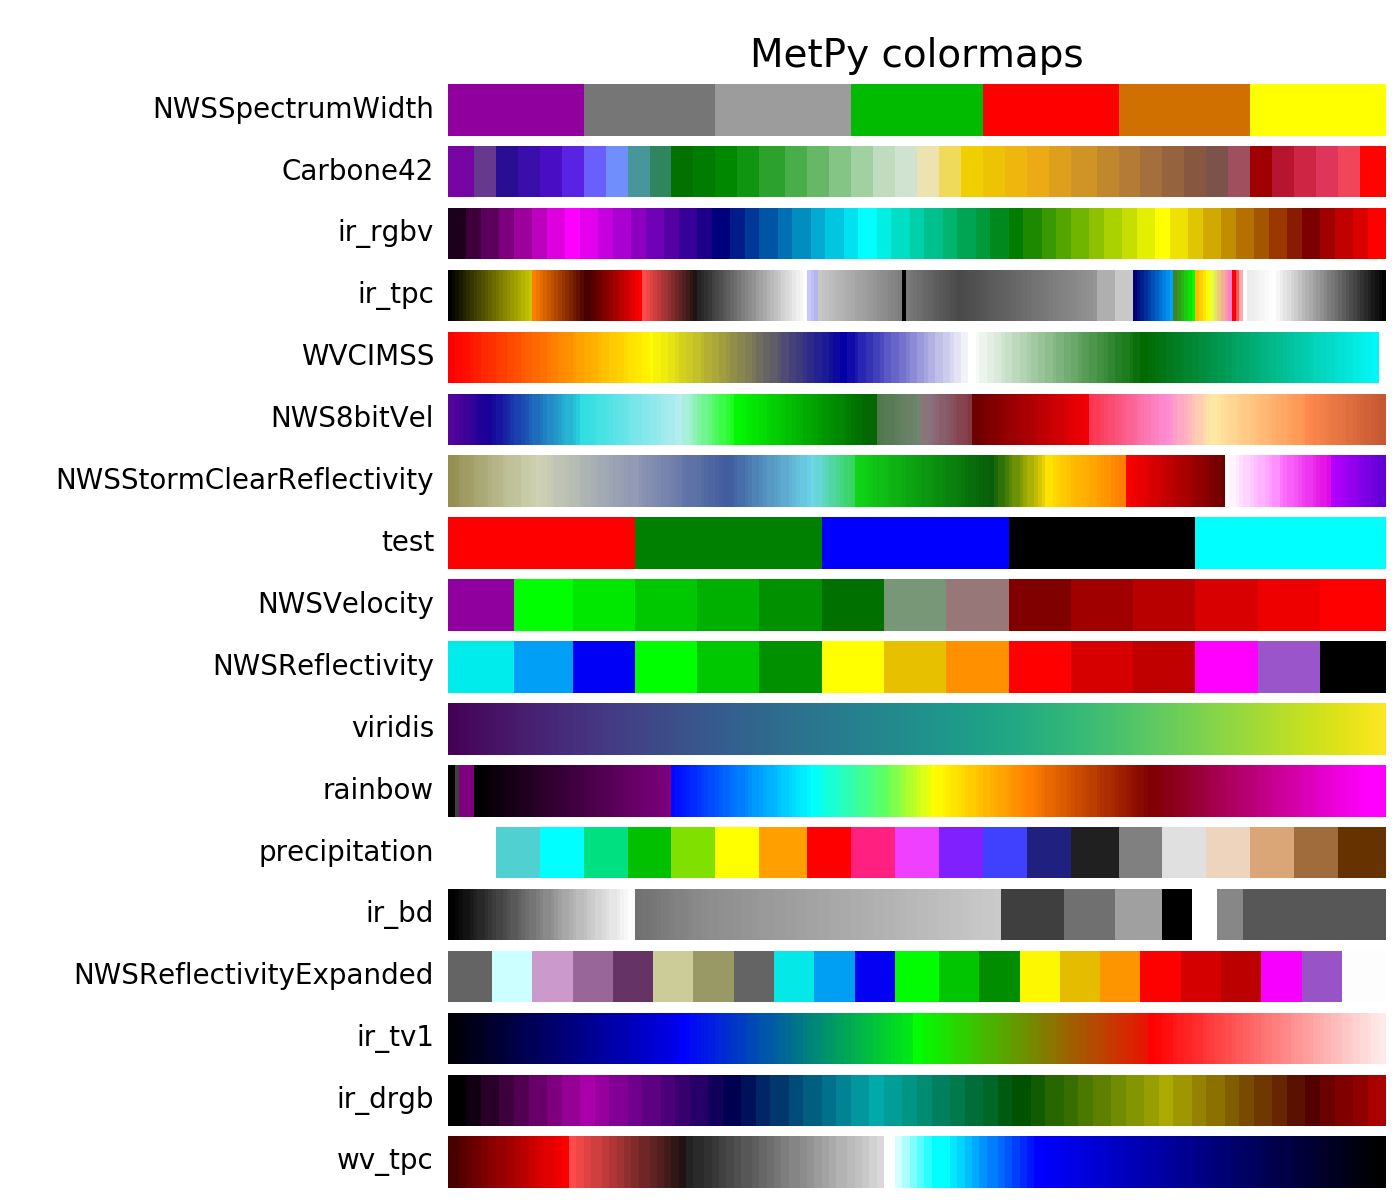 MetPy colormaps
NWSSpectrumWidth
Carbone42
ir_rgbv
ir_tpc
WVCIMSS
NWS8bitVel
NWSStormClearReflectivity
test
NWSVelocity
NWSReflectivity
viridis
rainbow
precipitation
ir_bd
NWSReflectivityExpanded
ir_tv1
ir_drgb
wv_tpc